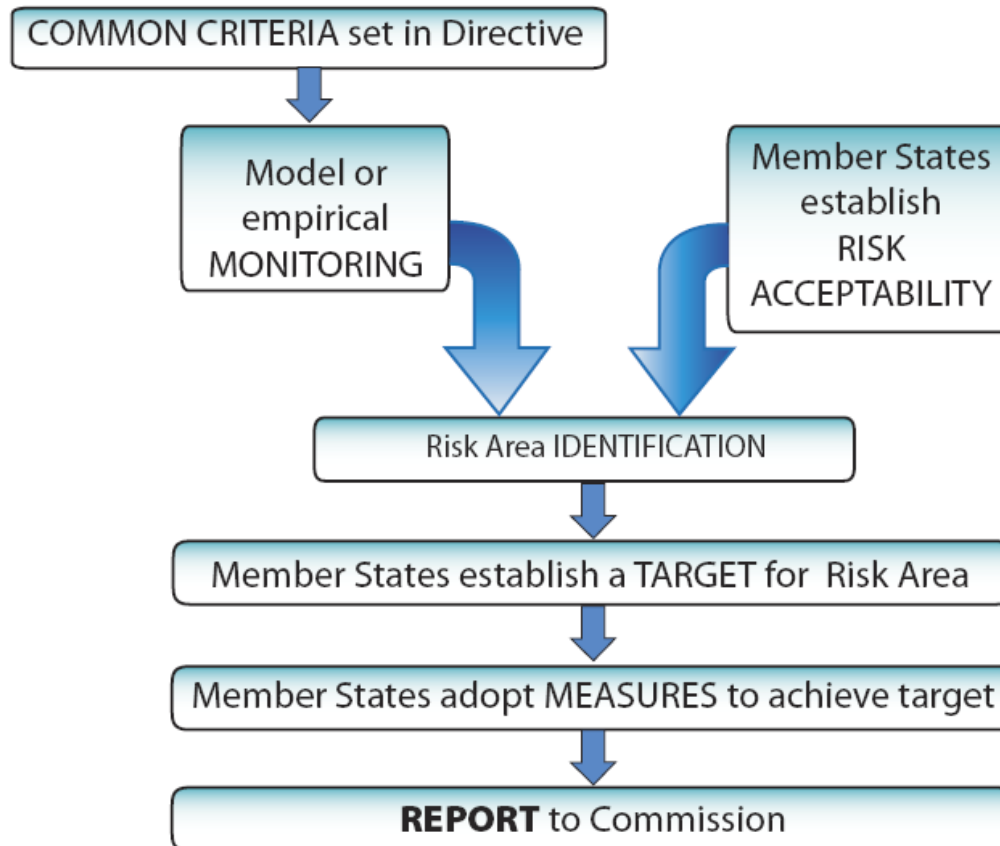 COMMON CRITERIA set in Directive
Model or
empirical
MONITORING
Member States
establish
RISK
ACCEPTABILITY
Risk Area IDENTIFICATION
Member States establish a TARGET for Risk Area
Member States adopt MEASURES to achieve target
REPORT to Commission